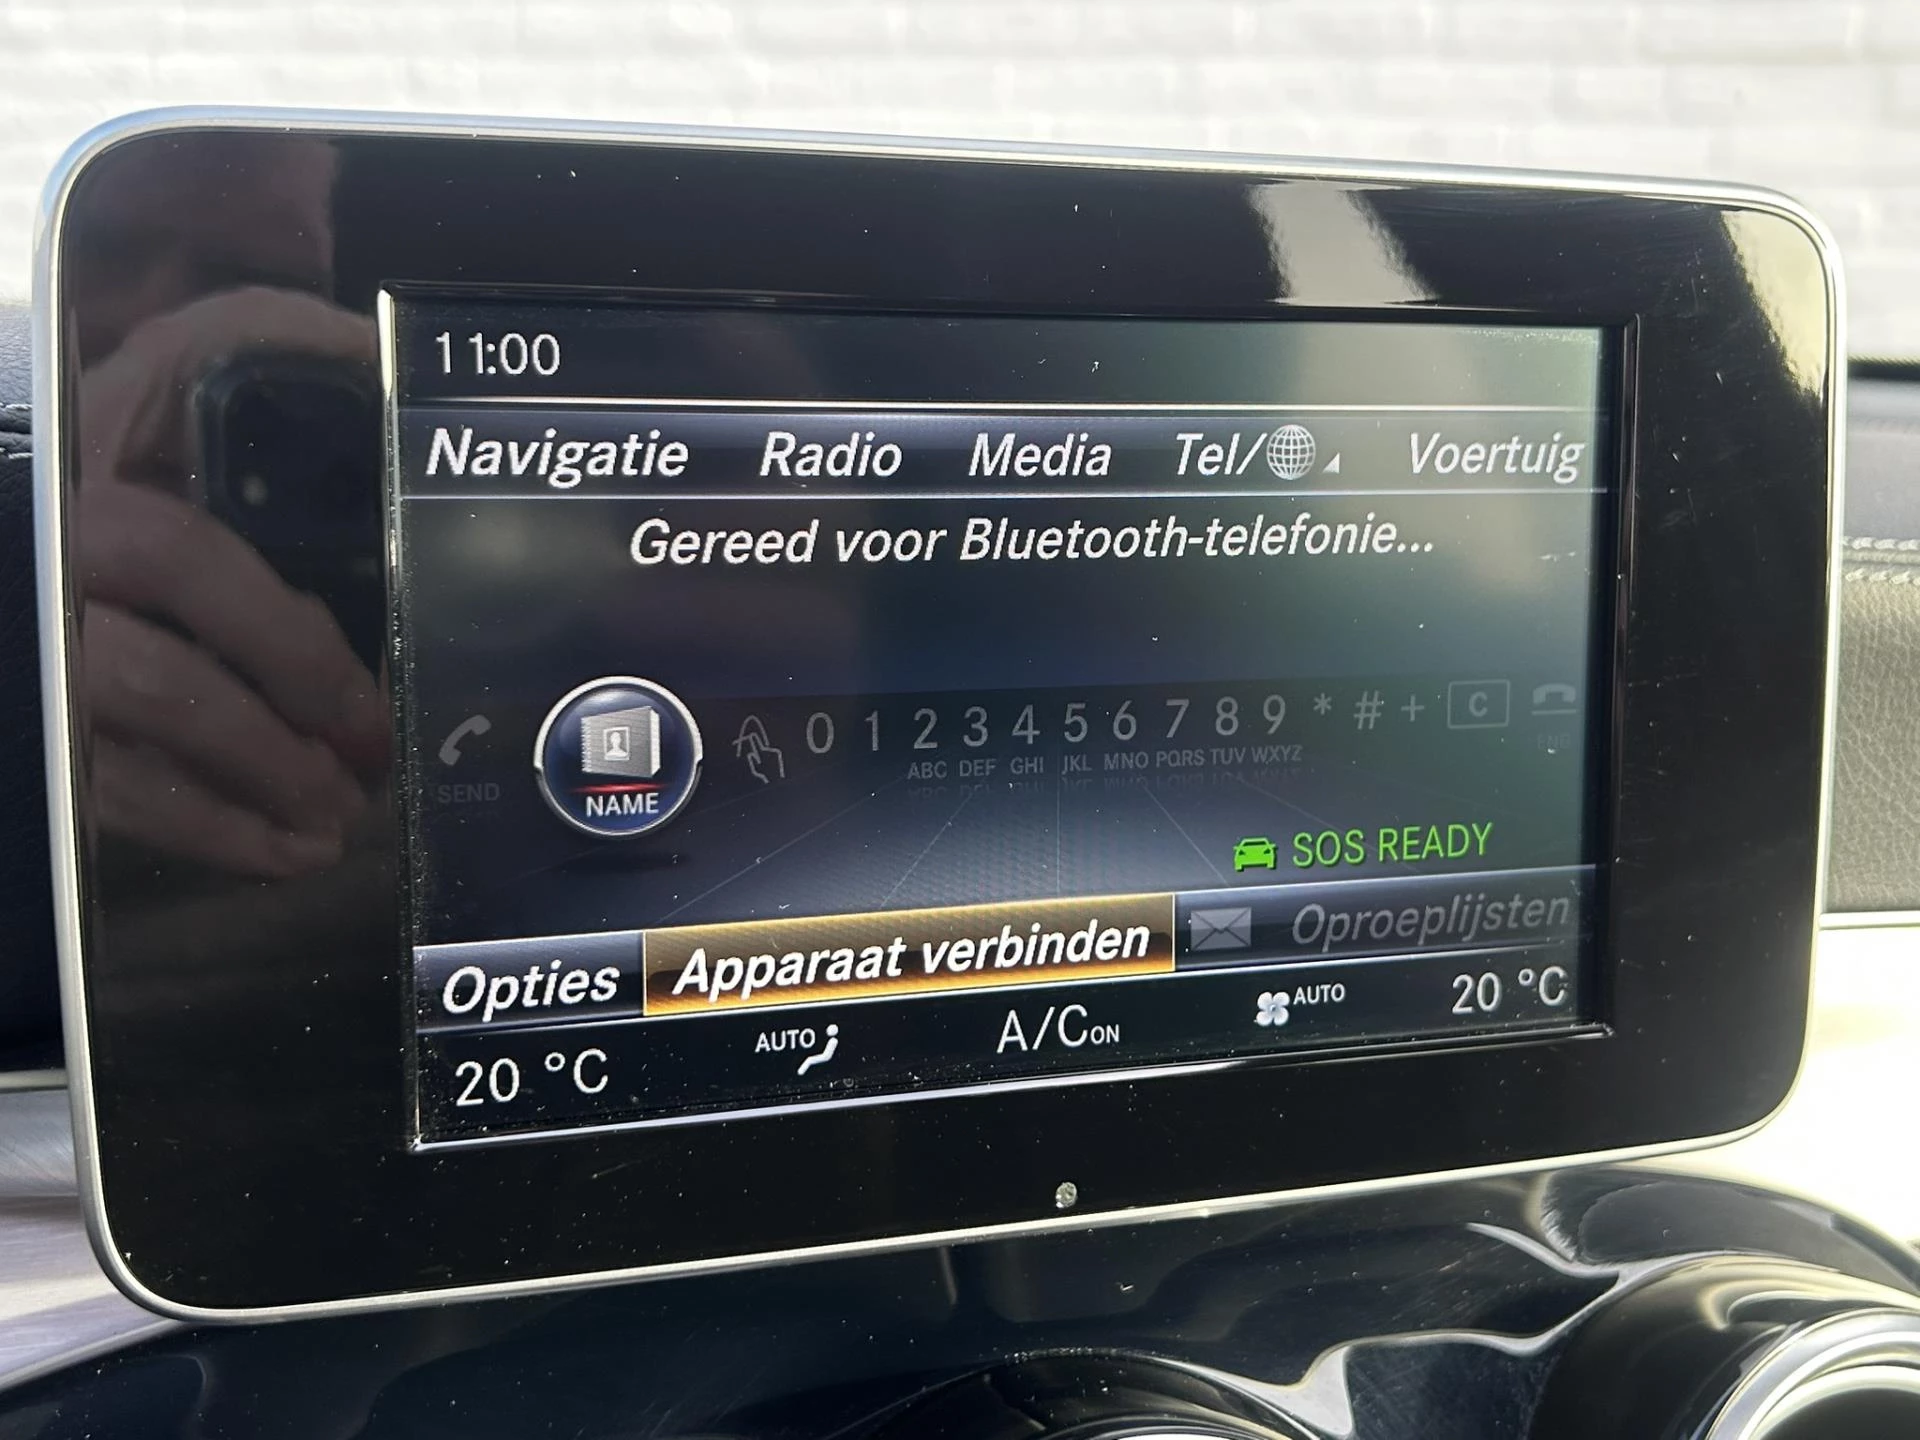 11:00
Navigatie Radio Media Tel/ Voertuig
Gereed voor Bluetooth-telefonie...
0 1 2 3 4 5 6 7 8 9 * # + C
ABC DEF GHI JKL MNO PQRS TUV WXYZ
SEND NAME END
SOS READY
Opties Apparaat verbinden Oproeplijsten
20 °C AUTO A/C ON AUTO 20 °C